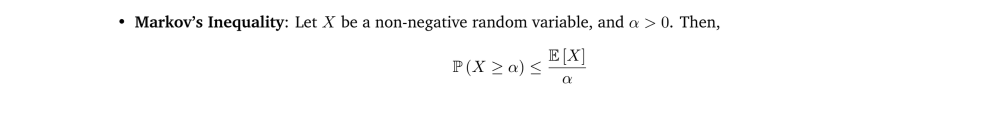 • Markov's Inequality: Let X be a non-negative random variable, and α > 0. Then,
ℙ (X ≥ α) ≤ 𝔼 [X] / α